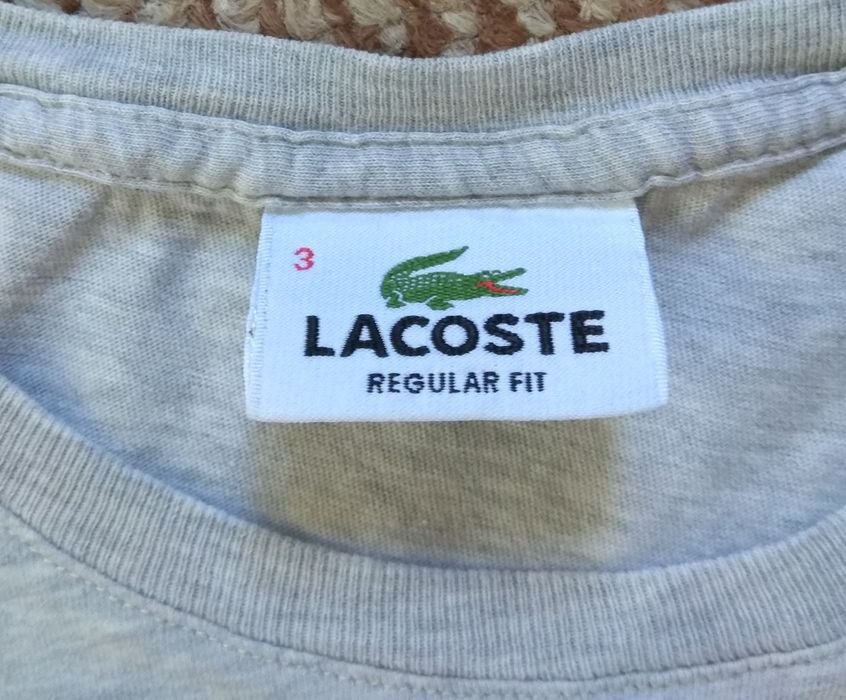 3
LACOSTE
REGULAR FIT